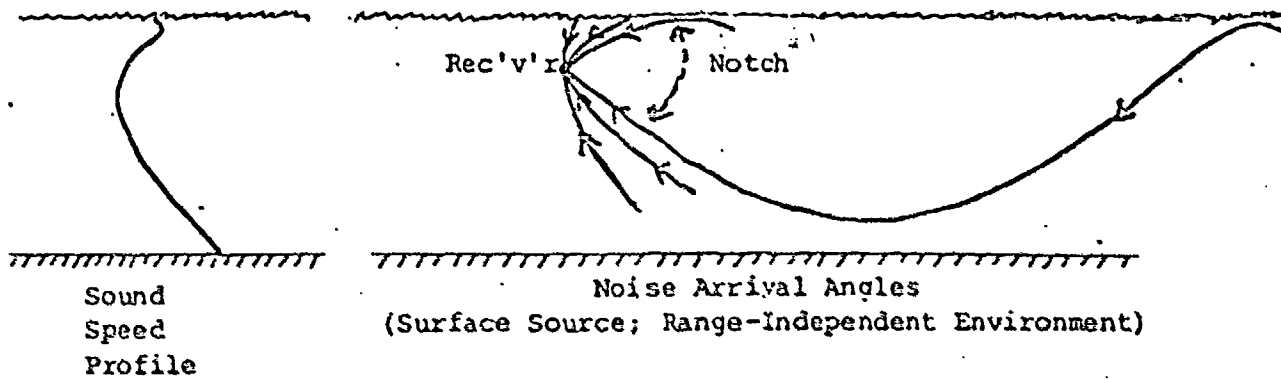 Rec'v'r
Notch
Sound
Speed
Profile
Noise Arrival Angles
(Surface Source; Range-Independent Environment)